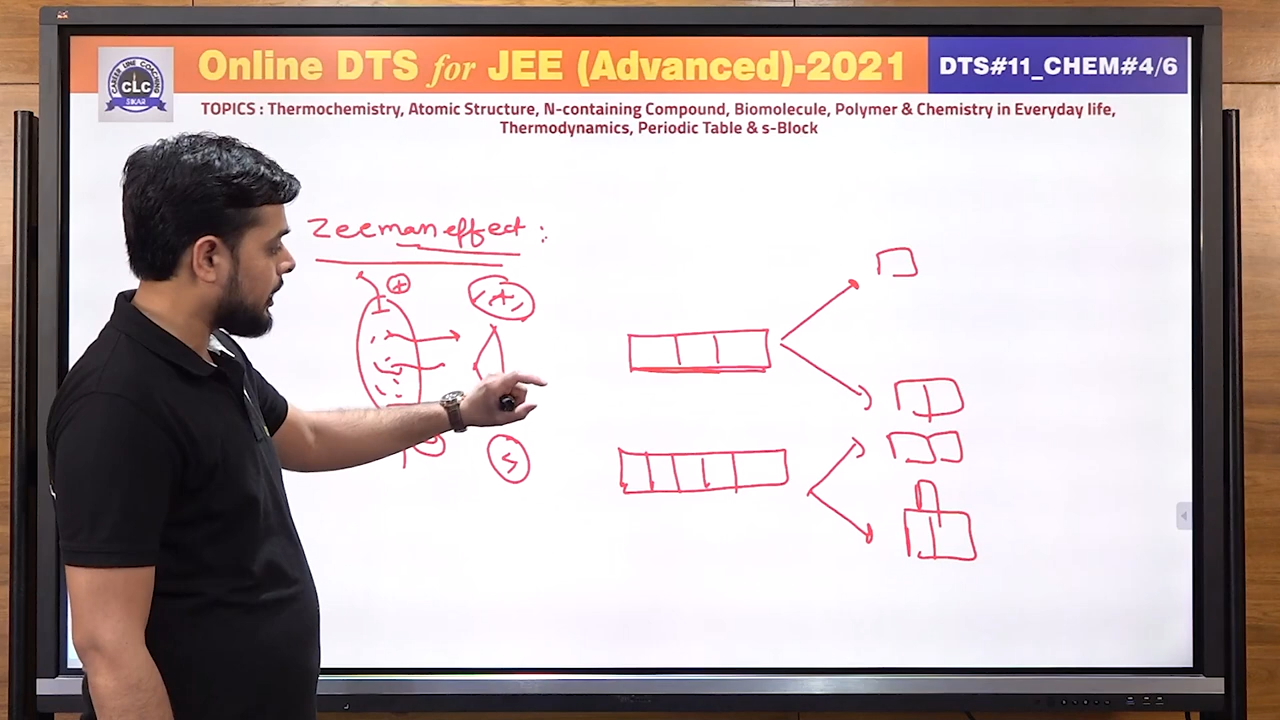 Online DTS for JEE (Advanced)-2021
DTS#11_CHEM#4/6
CAREER LINE COACHING
CLC
SIKAR
TOPICS : Thermochemistry, Atomic Structure, N-containing Compound, Biomolecule, Polymer & Chemistry in Everyday life,
Thermodynamics, Periodic Table & s-Block
Zeeman effect :
+
+
S